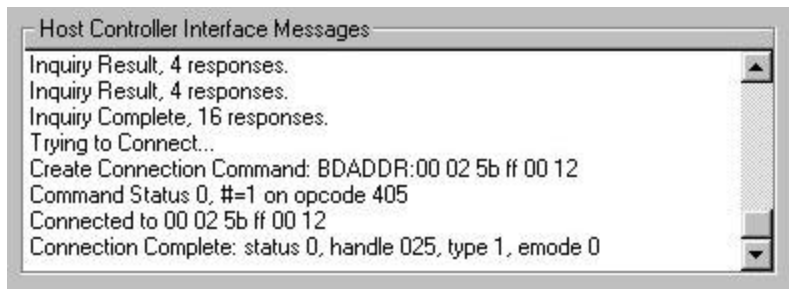 Host Controller Interface Messages
Inquiry Result, 4 responses.
Inquiry Result, 4 responses.
Inquiry Complete, 16 responses.
Trying to Connect...
Create Connection Command: BDADDR:00 02 5b ff 00 12
Command Status 0, #=1 on opcode 405
Connected to 00 02 5b ff 00 12
Connection Complete: status 0, handle 025, type 1, emode 0